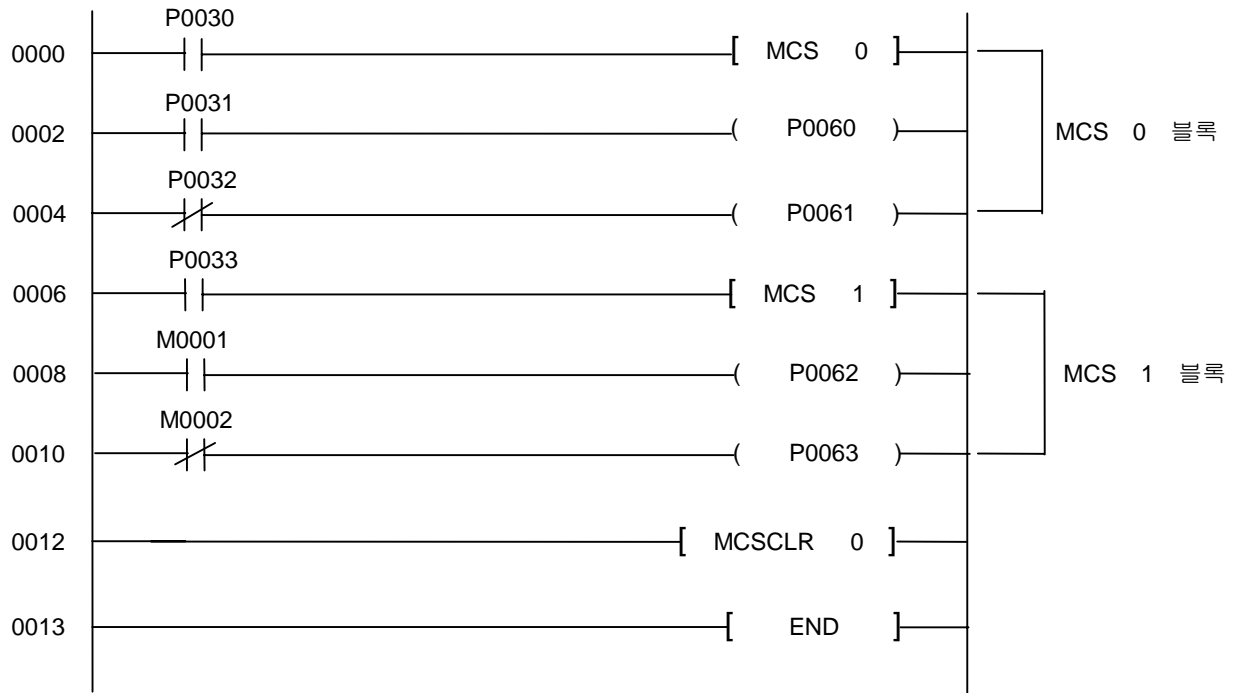 P0030
0000 [ MCS 0 ]
P0031
0002 ( P0060 ) MCS 0 블록
P0032
0004 ( P0061 )
P0033
0006 [ MCS 1 ]
M0001
0008 ( P0062 ) MCS 1 블록
M0002
0010 ( P0063 )
0012 [ MCSCLR 0 ]
0013 [ END ]